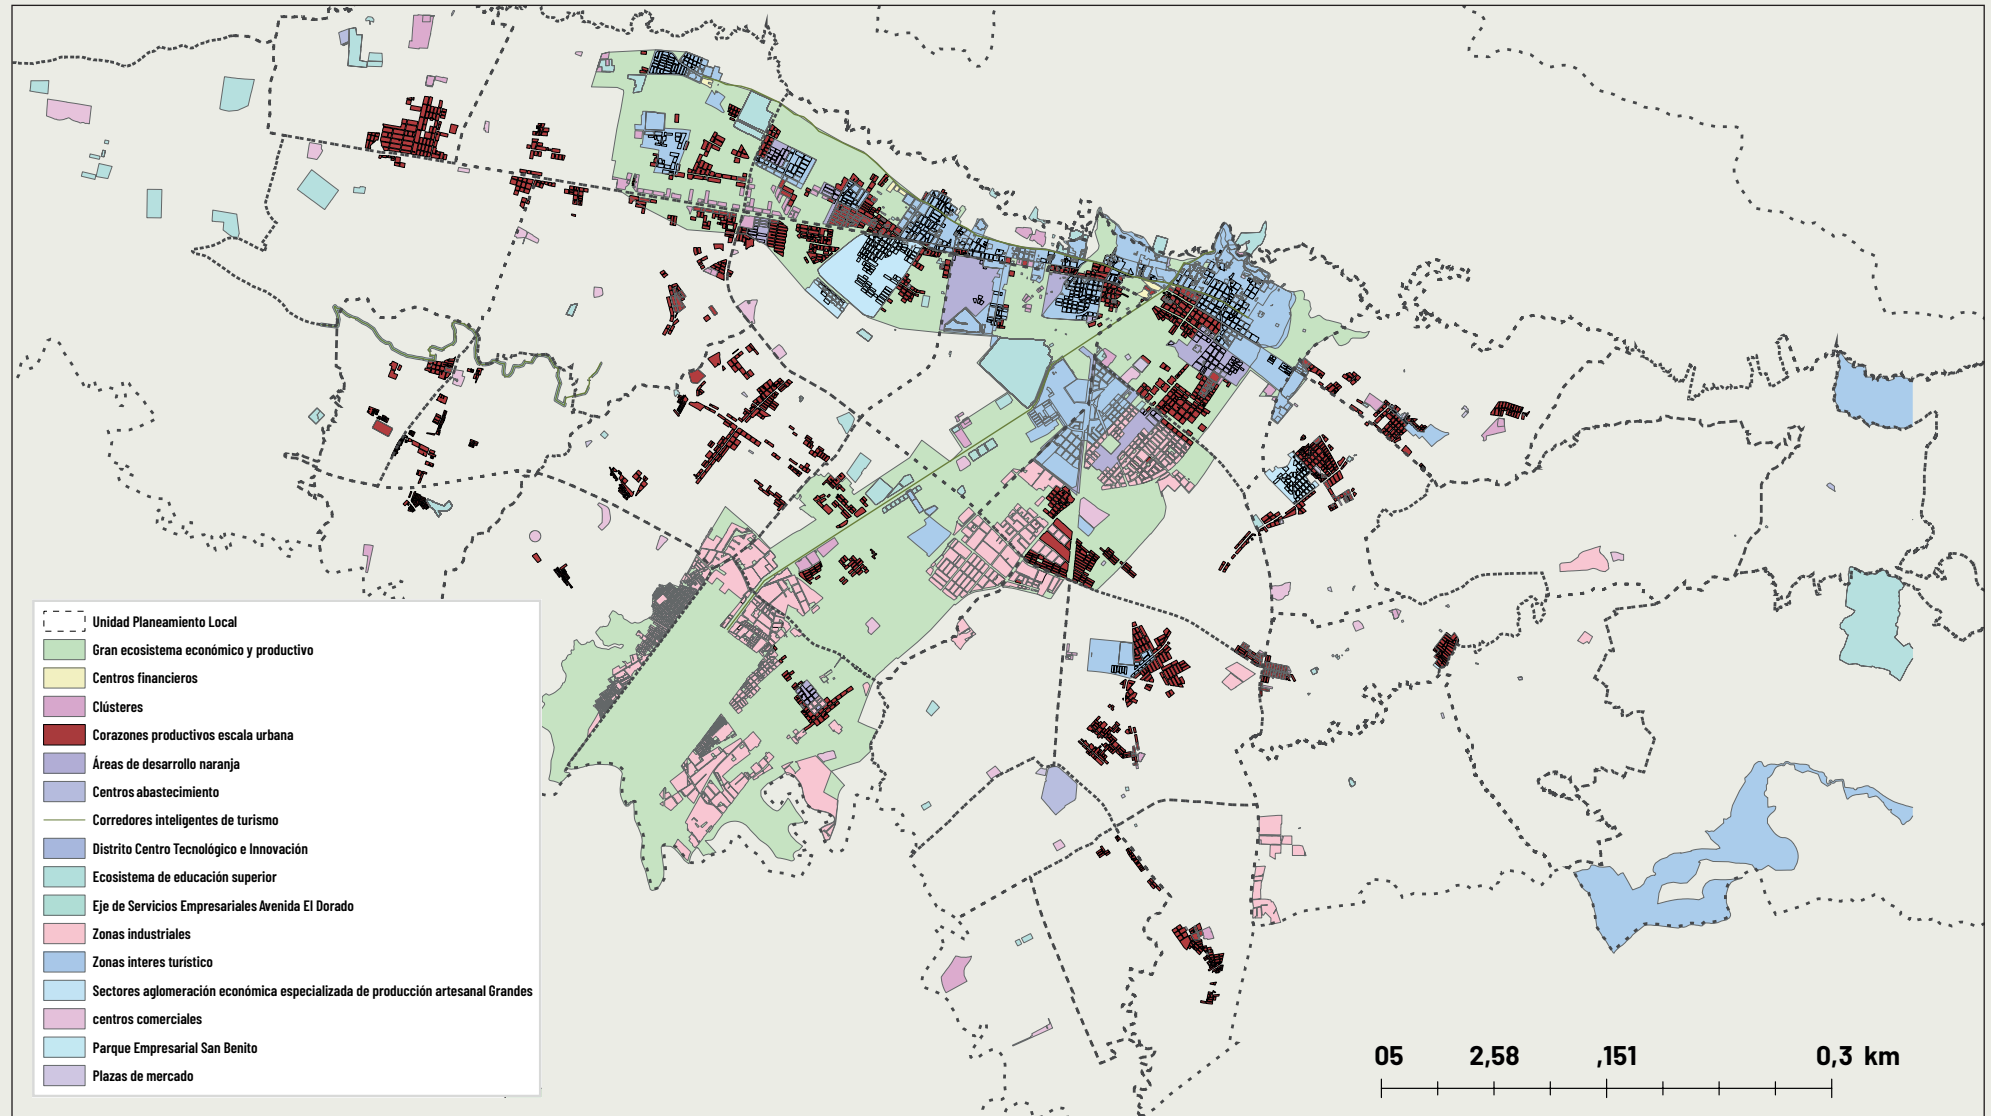 Unidad Planeamiento Local
Gran ecosistema económico y productivo
Centros financieros
Clústeres
Corazones productivos escala urbana
Áreas de desarrollo naranja
Centros abastecimiento
Corredores inteligentes de turismo
Distrito Centro Tecnológico e Innovación
Ecosistema de educación superior
Eje de Servicios Empresariales Avenida El Dorado
Zonas industriales
Zonas interes turístico
Sectores aglomeración económica especializada de producción artesanal Grandes
centros comerciales
Parque Empresarial San Benito
Plazas de mercado
05 2,58 ,151 0,3 km